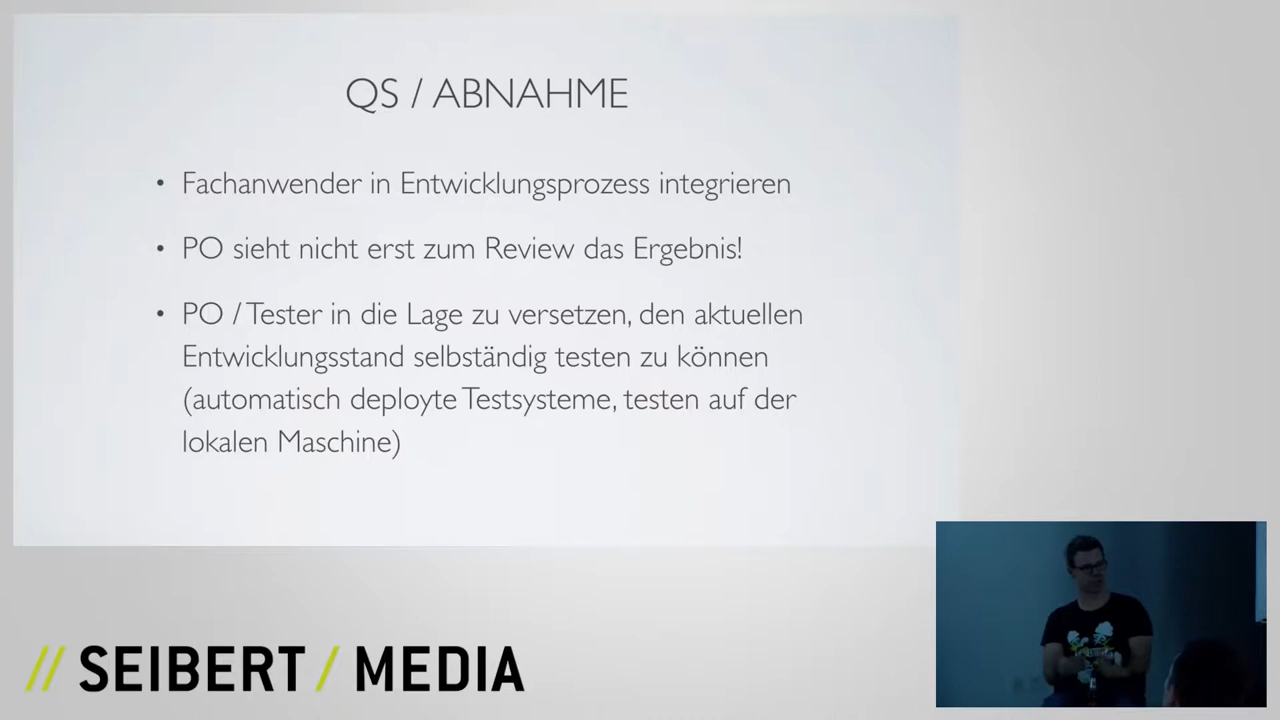 QS / ABNAHME
• Fachanwender in Entwicklungsprozess integrieren
• PO sieht nicht erst zum Review das Ergebnis!
• PO / Tester in die Lage zu versetzen, den aktuellen
Entwicklungsstand selbständig testen zu können
(automatisch deployte Testsysteme, testen auf der
lokalen Maschine)
// SEIBERT / MEDIA